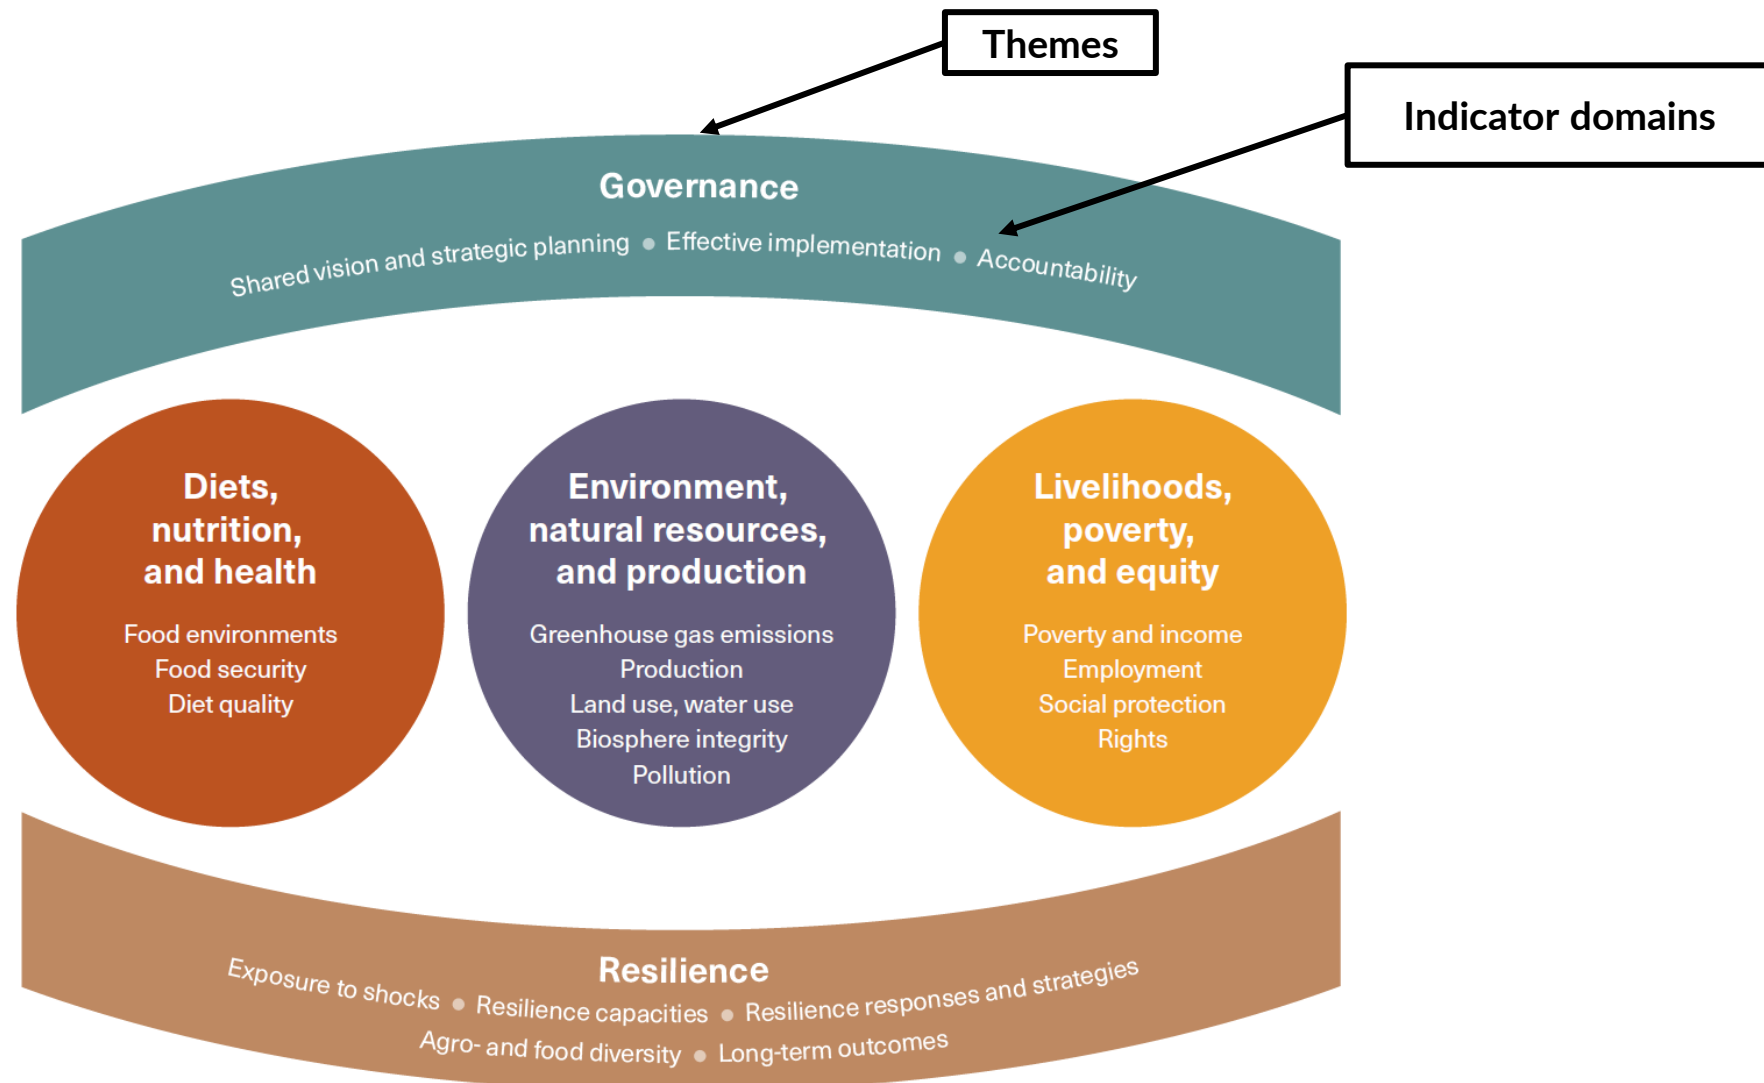 Themes
Indicator domains
Governance
Shared vision and strategic planning ● Effective implementation ● Accountability
Diets,
nutrition,
and health
Food environments
Food security
Diet quality
Environment,
natural resources,
and production
Greenhouse gas emissions
Production
Land use, water use
Biosphere integrity
Pollution
Livelihoods,
poverty,
and equity
Poverty and income
Employment
Social protection
Rights
Resilience
Exposure to shocks ● Resilience capacities ● Resilience responses and strategies
Agro- and food diversity ● Long-term outcomes